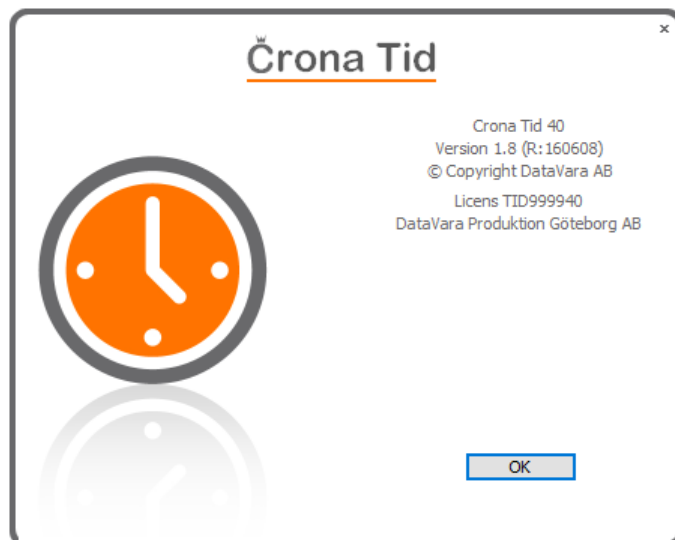 Crona Tid
Crona Tid 40
Version 1.8 (R:160608)
© Copyright DataVara AB
Licens TID999940
DataVara Produktion Göteborg AB
OK